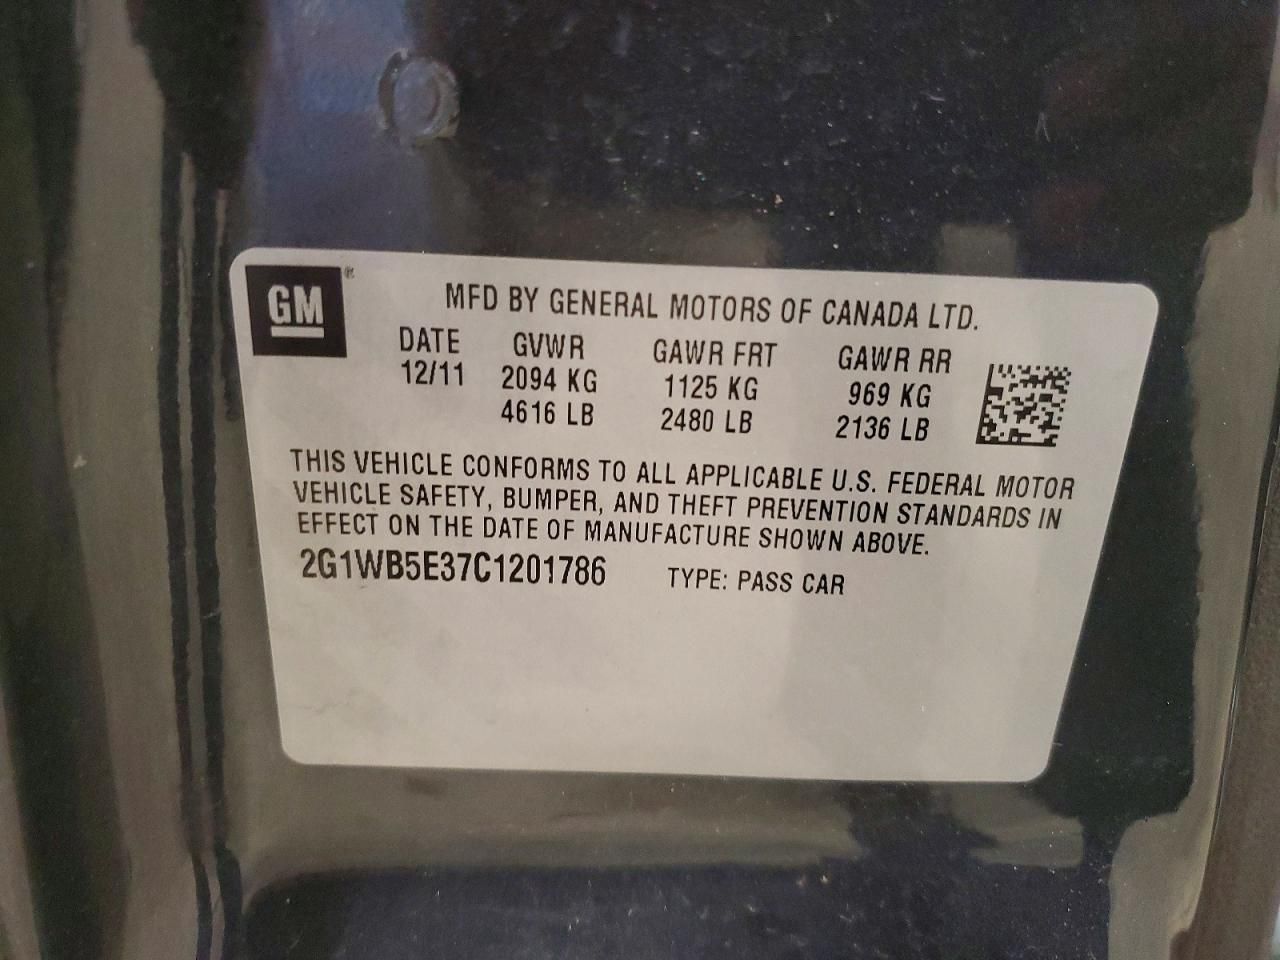 GM ®
MFD BY GENERAL MOTORS OF CANADA LTD.
DATE GVWR GAWR FRT GAWR RR
12/11 2094 KG 1125 KG 969 KG
4616 LB 2480 LB 2136 LB
THIS VEHICLE CONFORMS TO ALL APPLICABLE U.S. FEDERAL MOTOR
VEHICLE SAFETY, BUMPER, AND THEFT PREVENTION STANDARDS IN
EFFECT ON THE DATE OF MANUFACTURE SHOWN ABOVE.
2G1WB5E37C1201786 TYPE: PASS CAR